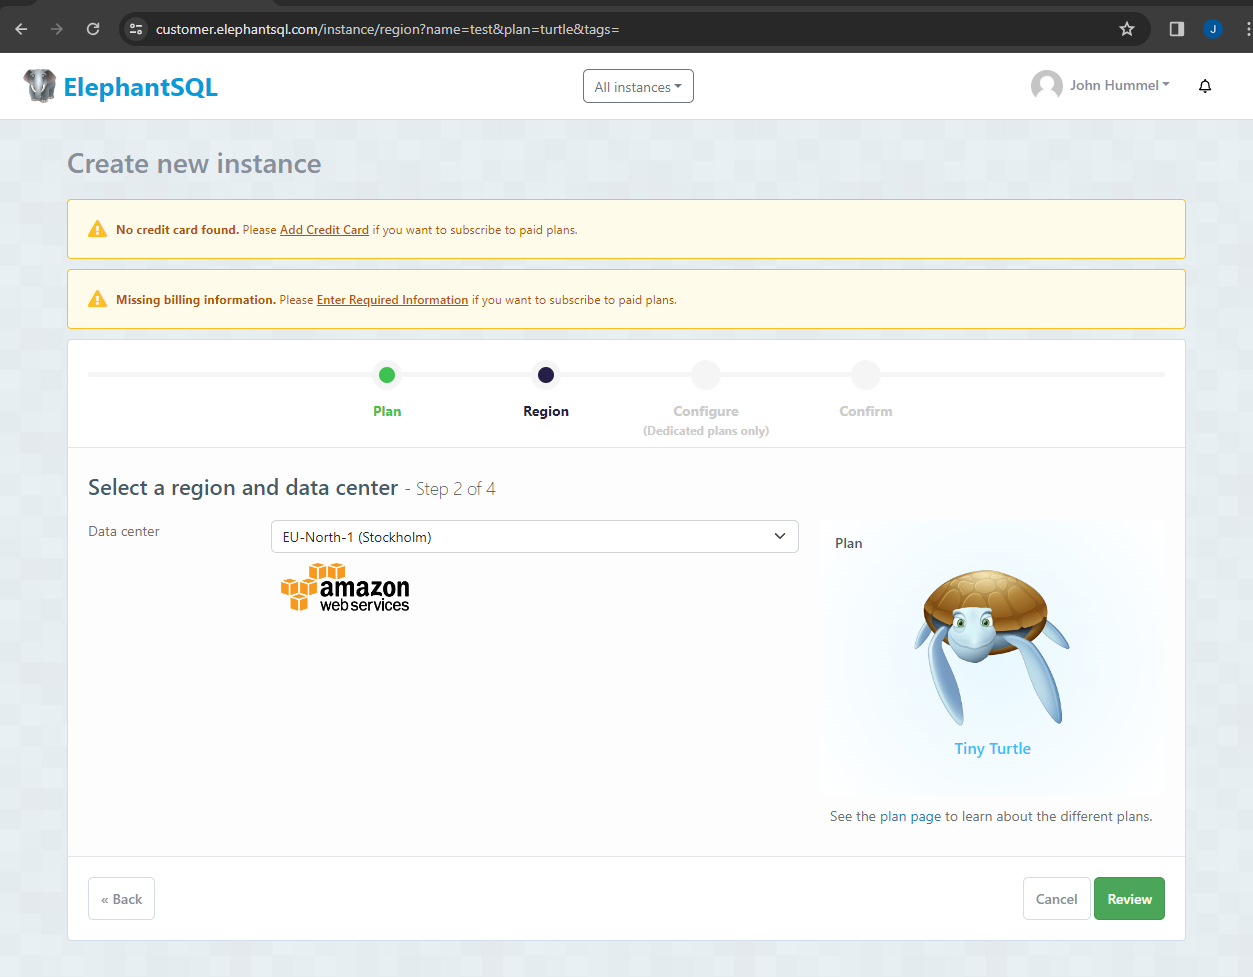 customer.elephantsql.com/instance/region?name=test&plan=turtle&tags=
J
ElephantSQL
All instances
John Hummel
Create new instance
No credit card found. Please Add Credit Card if you want to subscribe to paid plans.
Missing billing information. Please Enter Required Information if you want to subscribe to paid plans.
Plan
Region
Configure
(Dedicated plans only)
Confirm
Select a region and data center - Step 2 of 4
Data center
EU-North-1 (Stockholm)
amazon
web services
Plan
Tiny Turtle
See the plan page to learn about the different plans.
« Back
Cancel
Review